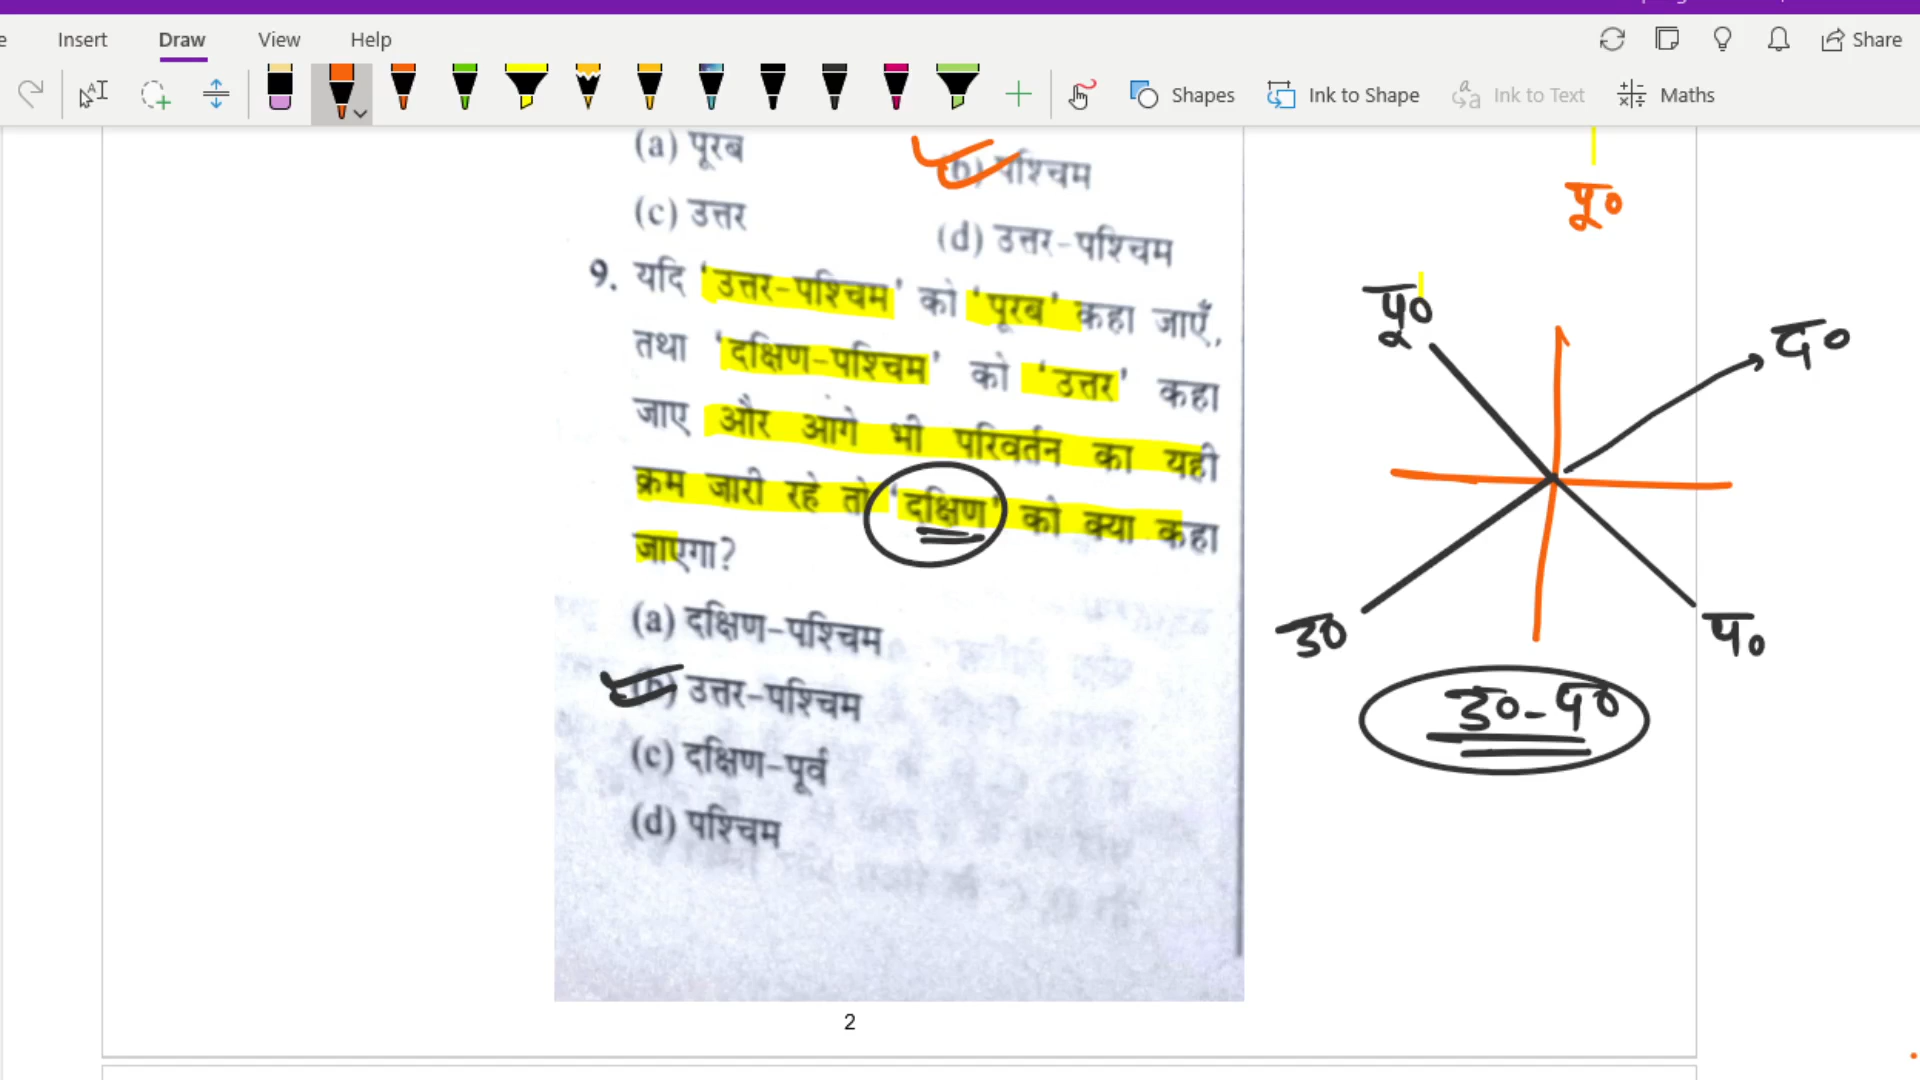 Insert Draw View Help Share
Shapes Ink to Shape Ink to Text Maths
(a) पूरब (b) पश्चिम
(c) उत्तर (d) उत्तर-पश्चिम
9. यदि 'उत्तर-पश्चिम' को 'पूरब' कहा जाएँ,
तथा 'दक्षिण-पश्चिम' को 'उत्तर' कहा
जाए और आगे भी परिवर्तन का यही
क्रम जारी रहे तो 'दक्षिण' को क्या कहा
जाएगा?
(a) दक्षिण-पश्चिम
(b) उत्तर-पश्चिम
(c) दक्षिण-पूर्व
(d) पश्चिम
2
पू०
पू०
द०
उ०
प०
उ०-प०